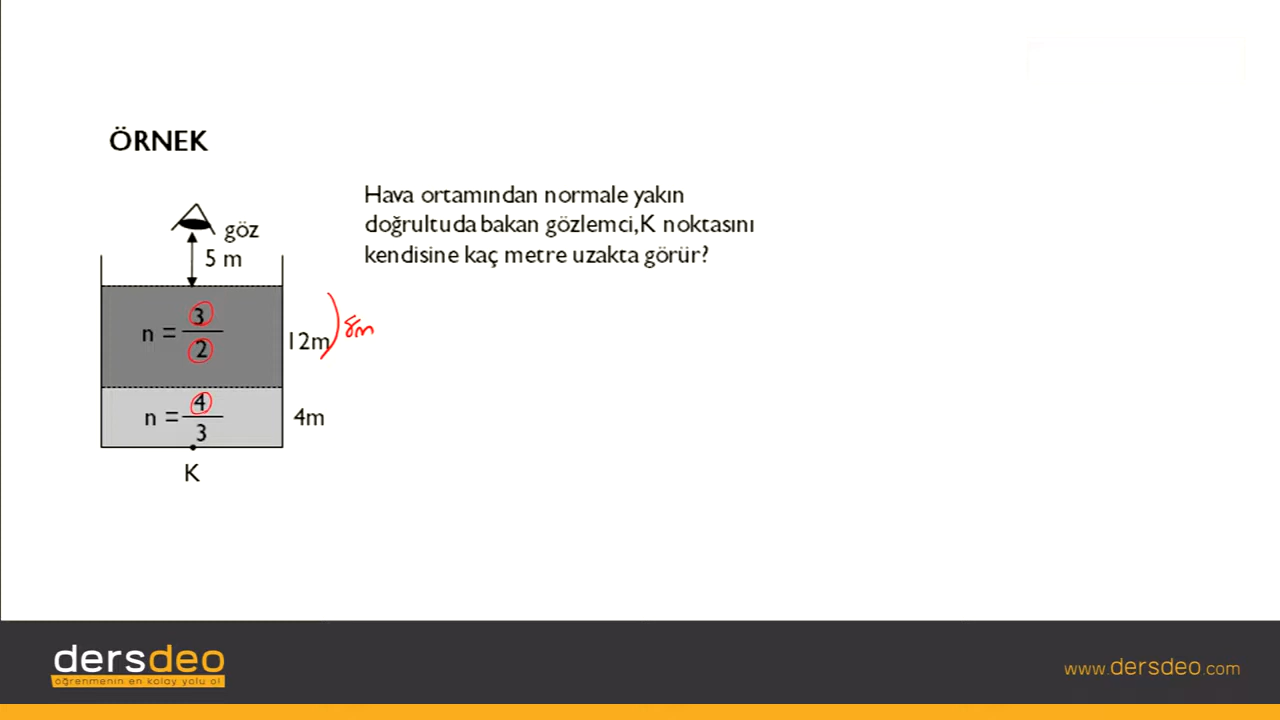 ÖRNEK
Hava ortamından normale yakın
doğrultuda bakan gözlemci,K noktasını
kendisine kaç metre uzakta görür?
göz
5 m
n = 3/2
12m
8m
n = 4/3
4m
K
dersdeo
öğrenmenin en kolay yolu ol
www.dersdeo.com